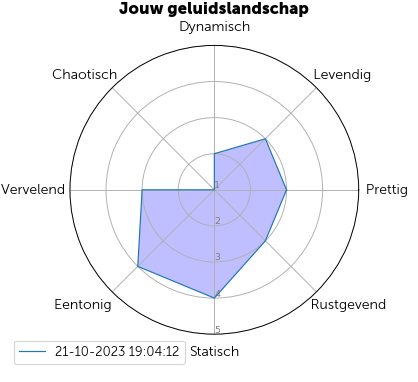 Jouw geluidslandschap
Dynamisch
Chaotisch
Levendig
Vervelend
1
Prettig
2
3
4
Eentonig
Rustgevend
5
21-10-2023 19:04:12
Statisch